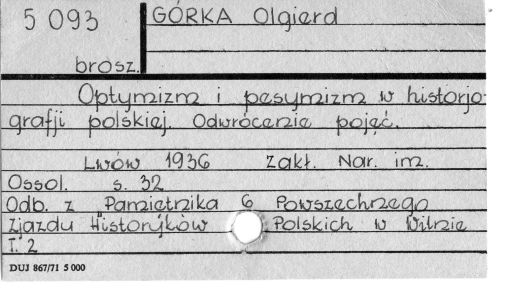 5 093
GÓRKA Olgierd
brosz.
Optymizm i pesymizm w historjo-
grafji polskiej. Odwrócenie pojęć.
Lwów 1936 Zakł. Nar. im.
Ossol. s. 32
Odb. z Pamiętnika 6 Powszechnego
Zjazdu Historyków Polskich w Wilnie
T. 2
DUJ 867/71 5 000